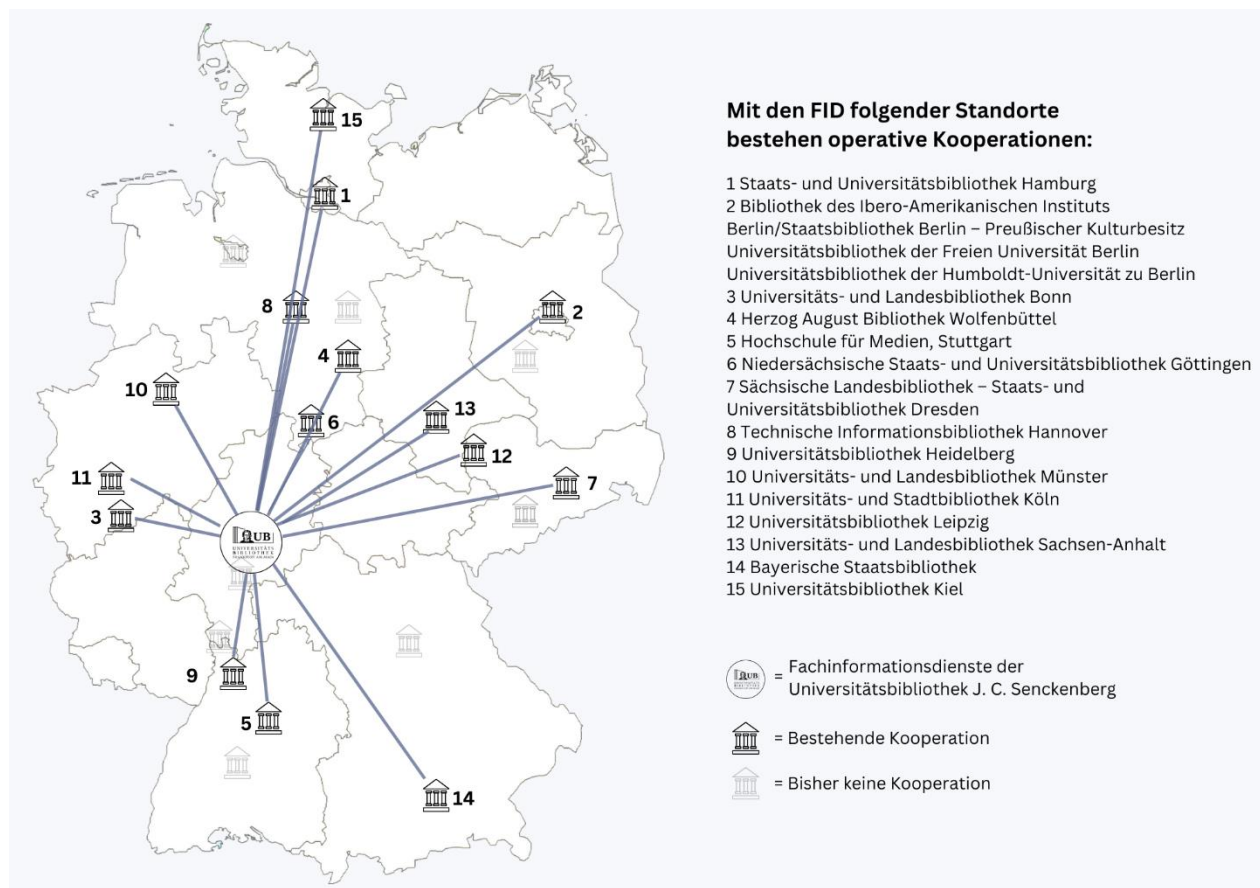 15
1
8
2
4
10
6
13
12
11
7
3
UB
UNIVERSITÄTS
BIBLIOTHEK
9
5
14
Mit den FID folgender Standorte
bestehen operative Kooperationen:
1 Staats- und Universitätsbibliothek Hamburg
2 Bibliothek des Ibero-Amerikanischen Instituts
Berlin/Staatsbibliothek Berlin – Preußischer Kulturbesitz
Universitätsbibliothek der Freien Universität Berlin
Universitätsbibliothek der Humboldt-Universität zu Berlin
3 Universitäts- und Landesbibliothek Bonn
4 Herzog August Bibliothek Wolfenbüttel
5 Hochschule für Medien, Stuttgart
6 Niedersächsische Staats- und Universitätsbibliothek Göttingen
7 Sächsische Landesbibliothek – Staats- und
Universitätsbibliothek Dresden
8 Technische Informationsbibliothek Hannover
9 Universitätsbibliothek Heidelberg
10 Universitäts- und Landesbibliothek Münster
11 Universitäts- und Stadtbibliothek Köln
12 Universitätsbibliothek Leipzig
13 Universitäts- und Landesbibliothek Sachsen-Anhalt
14 Bayerische Staatsbibliothek
15 Universitätsbibliothek Kiel
UB
= Fachinformationsdienste der
Universitätsbibliothek J. C. Senckenberg
= Bestehende Kooperation
= Bisher keine Kooperation